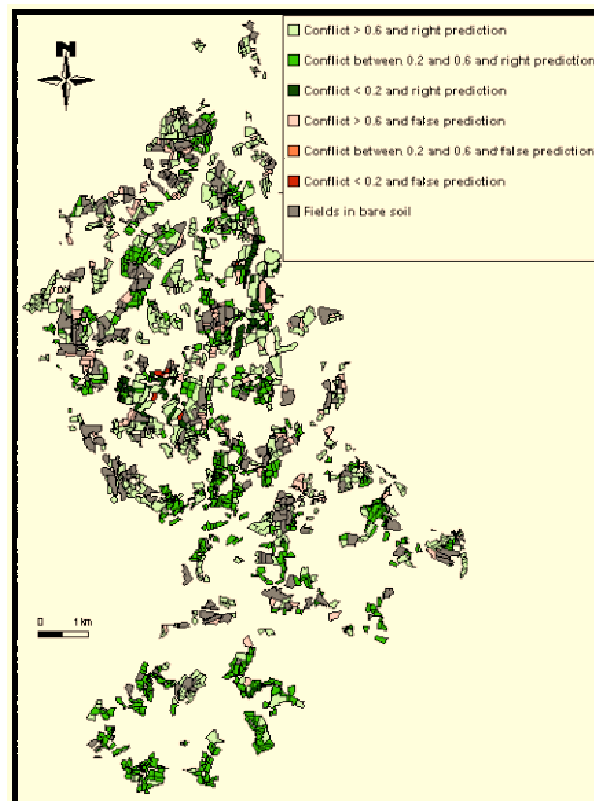 N
Conflict > 0.6 and right prediction
Conflict between 0.2 and 0.6 and right prediction
Conflict < 0.2 and right prediction
Conflict > 0.6 and false prediction
Conflict between 0.2 and 0.6 and false prediction
Conflict < 0.2 and false prediction
Fields in bare soil
0 1 km